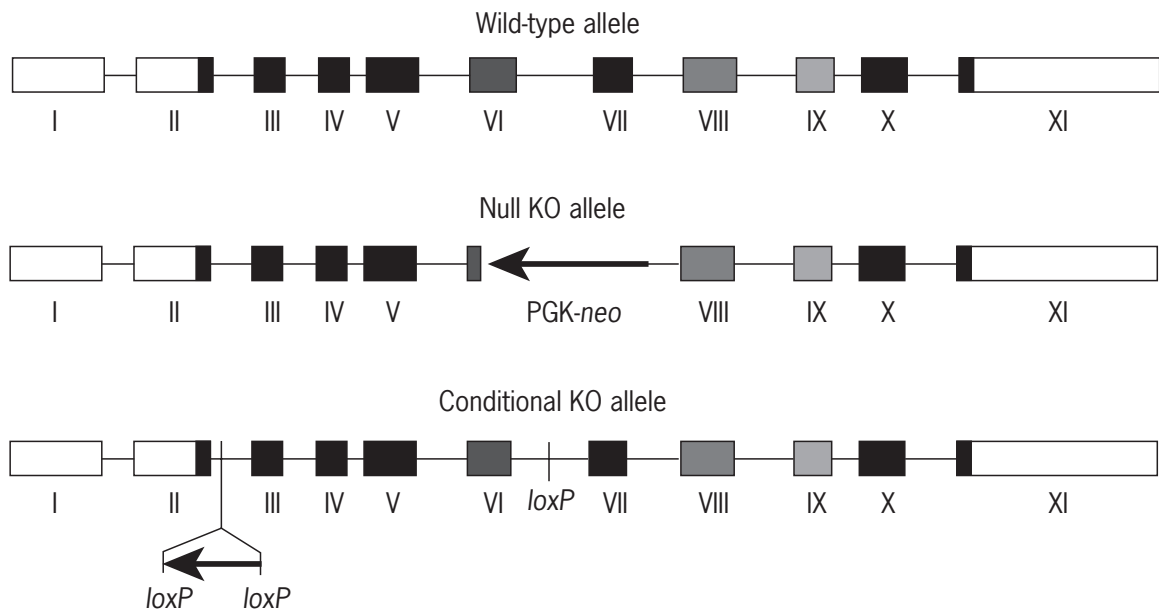 Wild-type allele
I II III IV V VI VII VIII IX X XI
Null KO allele
I II III IV V PGK-neo VIII IX X XI
Conditional KO allele
I II III IV V VI loxP VII VIII IX X XI
loxP loxP